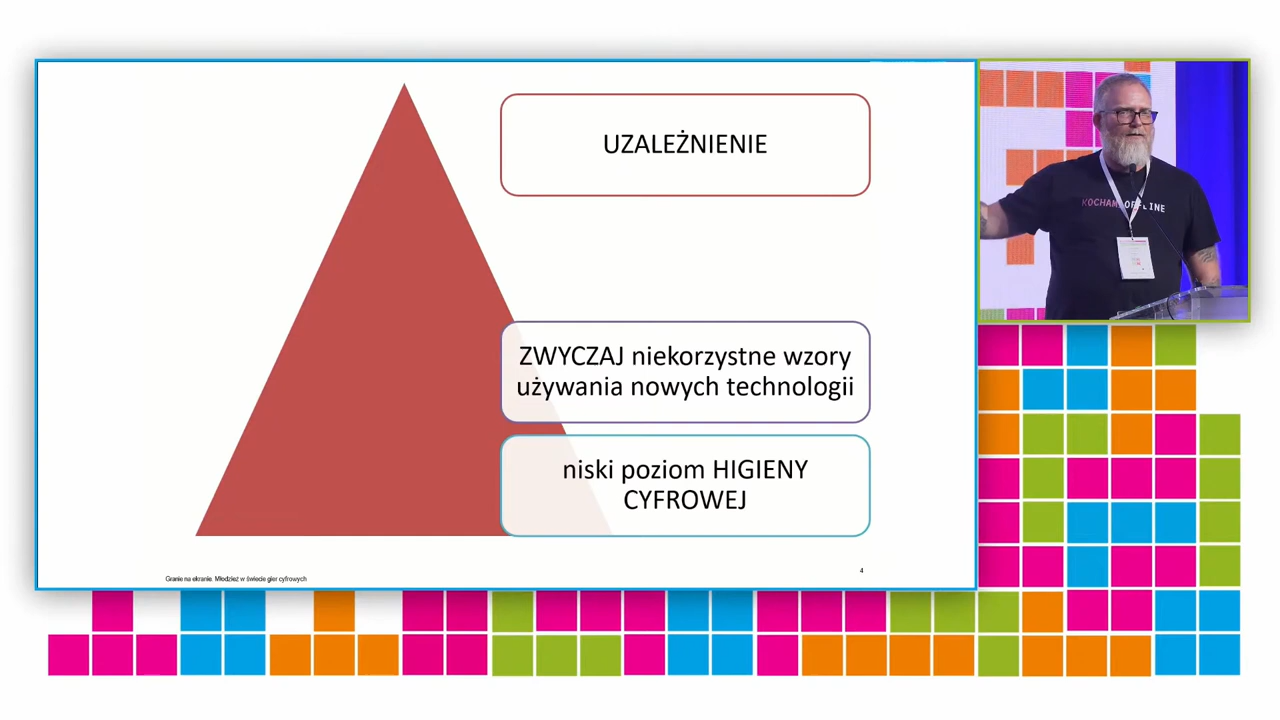 UZALEŻNIENIE
ZWYCZAJ niekorzystne wzory
używania nowych technologii
niski poziom HIGIENY
CYFROWEJ
Granie na ekranie. Młodzież w świecie gier cyfrowych
4
KOCHAM OFFLINE